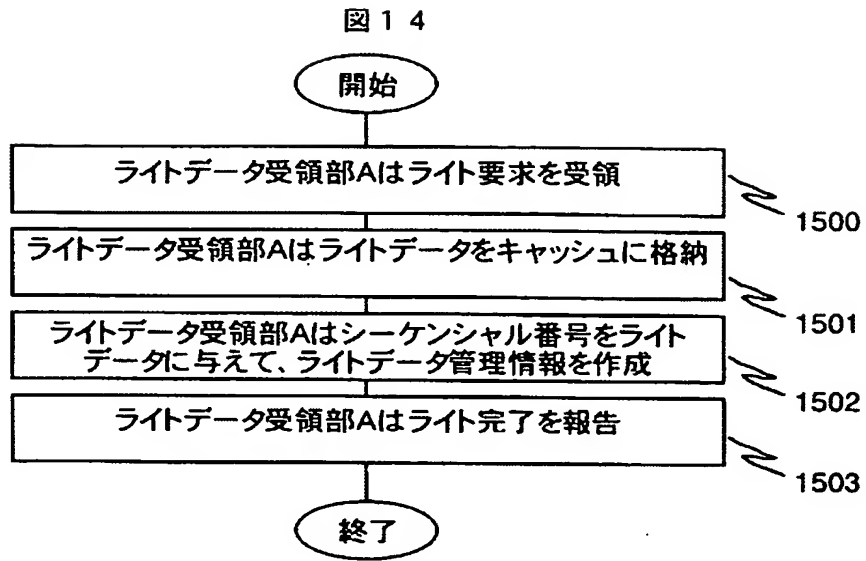 図14
開始
ライトデータ受領部Aはライト要求を受領
1500
ライトデータ受領部Aはライトデータをキャッシュに格納
1501
ライトデータ受領部Aはシーケンシャル番号をライト
データに与えて、ライトデータ管理情報を作成
1502
ライトデータ受領部Aはライト完了を報告
1503
終了